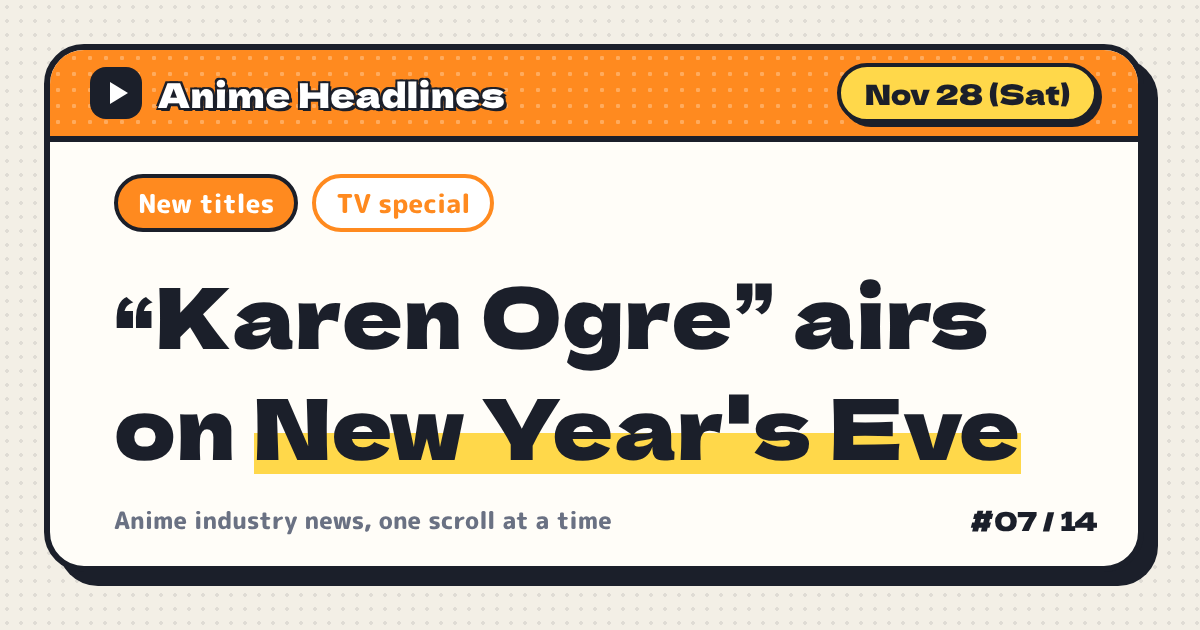 Anime Headlines
Nov 28 (Sat)
New titles
TV special
“Karen Ogre” airs
on New Year's Eve
Anime industry news, one scroll at a time
#07 / 14